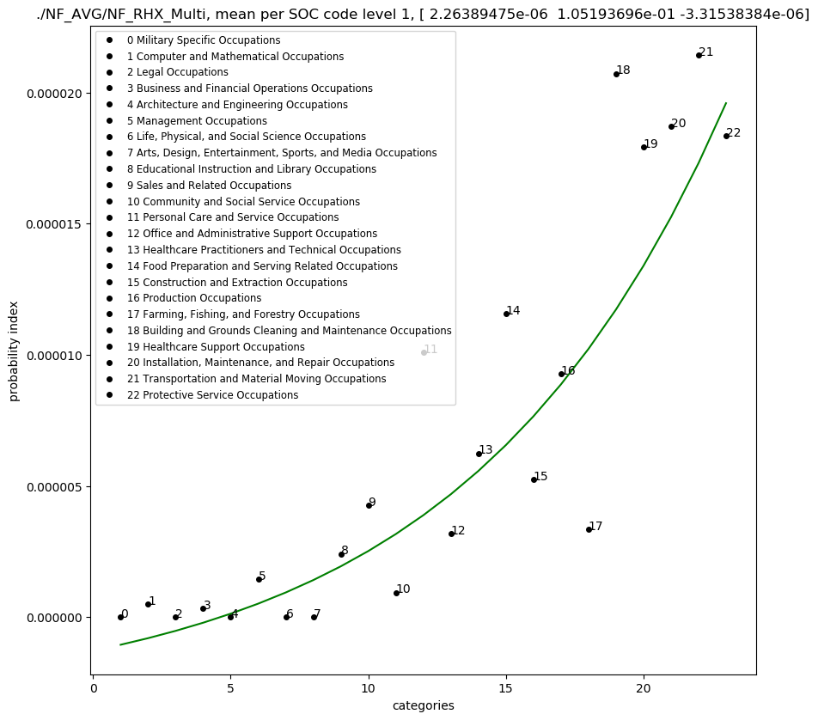 ./NF_AVG/NF_RHX_Multi, mean per SOC code level 1, [ 2.26389475e-06 1.05193696e-01 -3.31538384e-06]
0 Military Specific Occupations
1 Computer and Mathematical Occupations
2 Legal Occupations
3 Business and Financial Operations Occupations
4 Architecture and Engineering Occupations
5 Management Occupations
6 Life, Physical, and Social Science Occupations
7 Arts, Design, Entertainment, Sports, and Media Occupations
8 Educational Instruction and Library Occupations
9 Sales and Related Occupations
10 Community and Social Service Occupations
11 Personal Care and Service Occupations
12 Office and Administrative Support Occupations
13 Healthcare Practitioners and Technical Occupations
14 Food Preparation and Serving Related Occupations
15 Construction and Extraction Occupations
16 Production Occupations
17 Farming, Fishing, and Forestry Occupations
18 Building and Grounds Cleaning and Maintenance Occupations
19 Healthcare Support Occupations
20 Installation, Maintenance, and Repair Occupations
21 Transportation and Material Moving Occupations
22 Protective Service Occupations
0.000020
0.000015
0.000010
0.000005
0.000000
probability index
0
1
2
3
4
5
6
7
8
9
10
11
12
13
14
15
16
17
18
19
20
21
22
0
5
10
15
20
categories